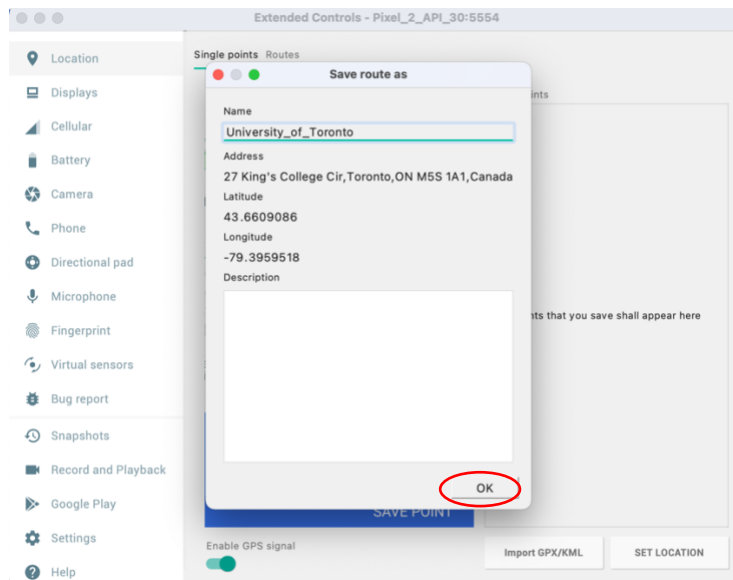 Extended Controls - Pixel_2_API_30:5554
Location
Displays
Cellular
Battery
Camera
Phone
Directional pad
Microphone
Fingerprint
Virtual sensors
Bug report
Snapshots
Record and Playback
Google Play
Settings
Help
Single points Routes
Save route as
Name
University_of_Toronto
Address
27 King's College Cir,Toronto,ON M5S 1A1,Canada
Latitude
43.6609086
Longitude
-79.3959518
Description
OK
SAVE POINT
Enable GPS signal
that you save shall appear here
Import GPX/KML
SET LOCATION